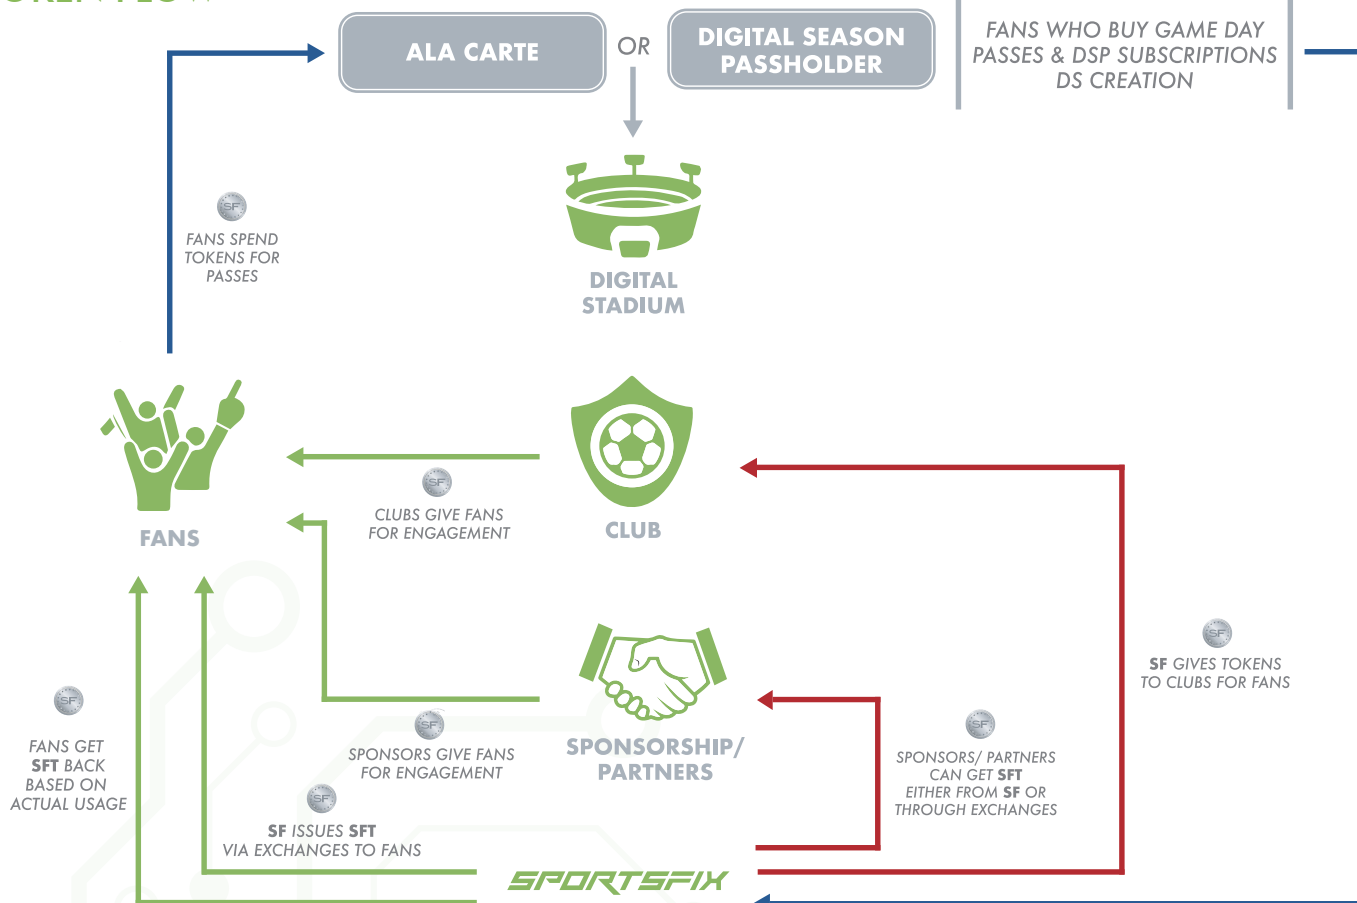 ALA CARTE
OR
DIGITAL SEASON
PASSHOLDER
FANS WHO BUY GAME DAY
PASSES & DSP SUBSCRIPTIONS
DS CREATION
SF
FANS SPEND
TOKENS FOR
PASSES
DIGITAL
STADIUM
FANS
SF
CLUBS GIVE FANS
FOR ENGAGEMENT
CLUB
SF
SF GIVES TOKENS
TO CLUBS FOR FANS
SF
FANS GET
SFT BACK
BASED ON
ACTUAL USAGE
SF
SPONSORS GIVE FANS
FOR ENGAGEMENT
SPONSORSHIP/
PARTNERS
SF
SPONSORS/ PARTNERS
CAN GET SFT
EITHER FROM SF OR
THROUGH EXCHANGES
SF
SF ISSUES SFT
VIA EXCHANGES TO FANS
SPORTSFIX